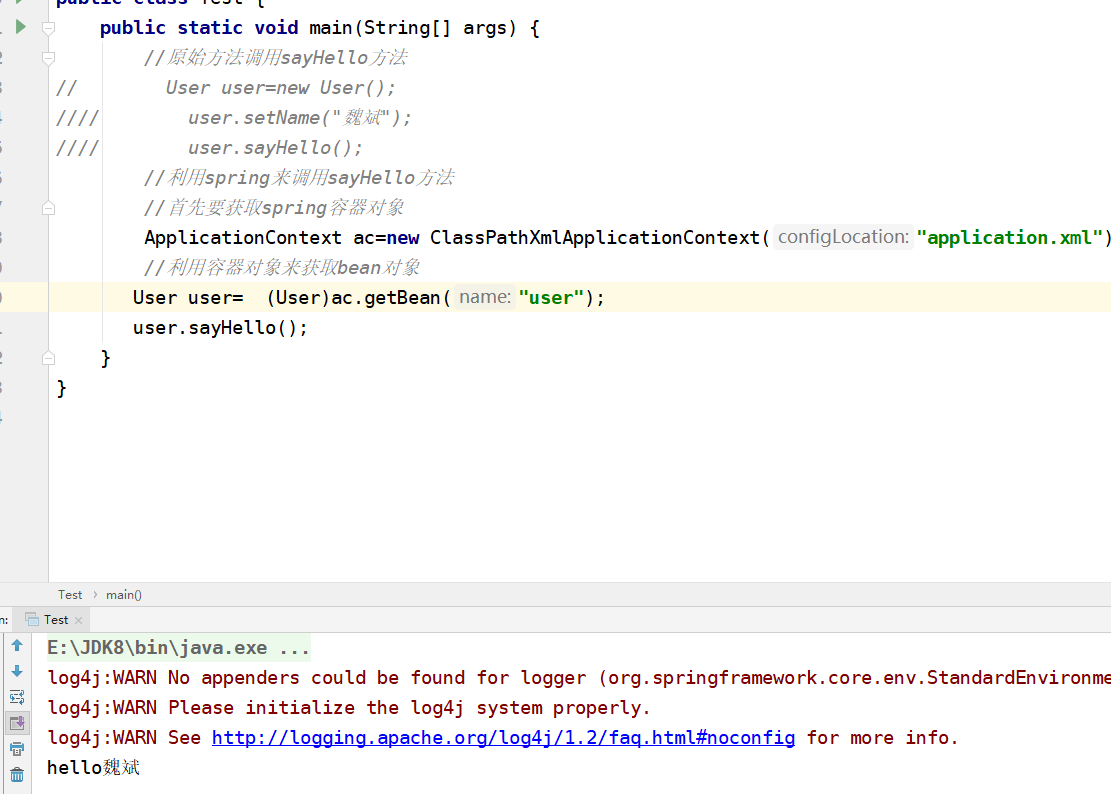 public class Test {
public static void main(String[] args) {
//原始方法调用sayHello方法
// User user=new User();
//// user.setName("魏斌");
//// user.sayHello();
//利用spring来调用sayHello方法
//首先要获取spring容器对象
ApplicationContext ac=new ClassPathXmlApplicationContext( configLocation: "application.xml")
//利用容器对象来获取bean对象
User user= (User)ac.getBean( name: "user");
user.sayHello();
}
}
Test › main()
n: Test ×
E:\JDK8\bin\java.exe ...
log4j:WARN No appenders could be found for logger (org.springframework.core.env.StandardEnvironme
log4j:WARN Please initialize the log4j system properly.
log4j:WARN See http://logging.apache.org/log4j/1.2/faq.html#noconfig for more info.
hello魏斌